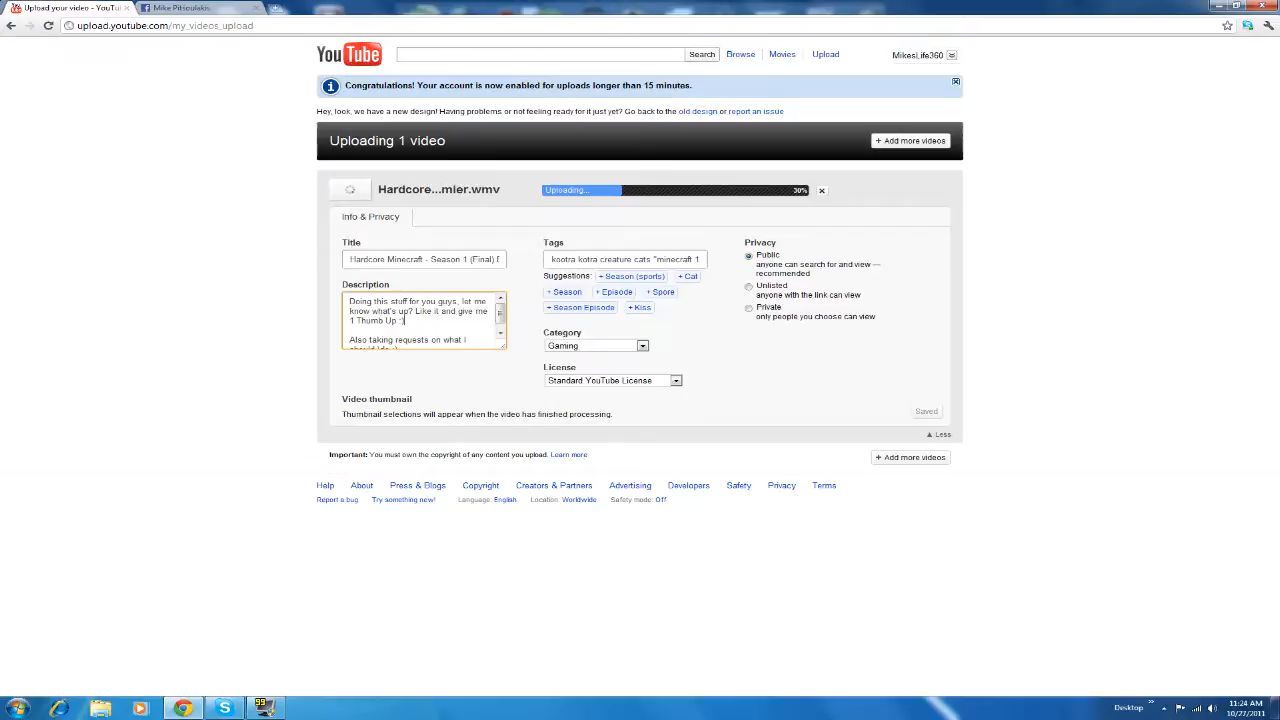 Upload your video - YouTu
Mike Pitsoulakis
upload.youtube.com/my_videos_upload
YouTube
Search
Browse
Movies
Upload
MikesLife360
Congratulations! Your account is now enabled for uploads longer than 15 minutes.
Hey, look, we have a new design! Having problems or not feeling ready for it just yet? Go back to the old design or report an issue
Uploading 1 video
+ Add more videos
Hardcore...mier.wmv
Uploading...
30%
Info & Privacy
Title
Hardcore Minecraft - Season 1 (Final)
Description
Doing this stuff for you guys, let me
know what's up? Like it and give me
1 Thumb Up :)
Also taking requests on what I
Tags
kootra kotra creature cats "minecraft 1
Suggestions:
+ Season (sports)
+ Cat
+ Season
+ Episode
+ Spore
+ Season Episode
+ Kiss
Category
Gaming
License
Standard YouTube License
Privacy
Public
anyone can search for and view —
recommended
Unlisted
anyone with the link can view
Private
only people you choose can view
Video thumbnail
Thumbnail selections will appear when the video has finished processing.
Saved
Less
Important: You must own the copyright of any content you upload. Learn more
+ Add more videos
Help
About
Press & Blogs
Copyright
Creators & Partners
Advertising
Developers
Safety
Privacy
Terms
Report a bug
Try something new!
Language: English
Location: Worldwide
Safety mode: Off
99
Desktop
11:24 AM
10/27/2011